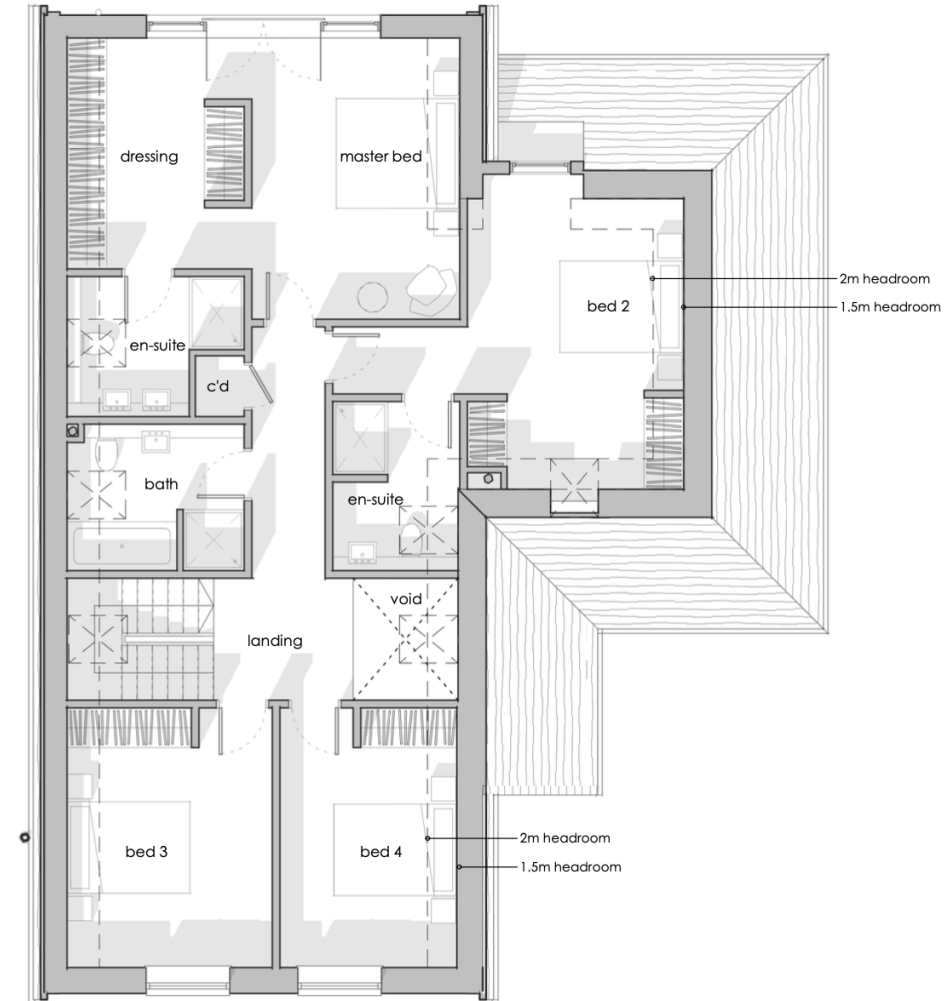 dressing
master bed
2m headroom
bed 2
1.5m headroom
en-suite
c'd
bath
en-suite
void
landing
2m headroom
bed 3
bed 4
1.5m headroom